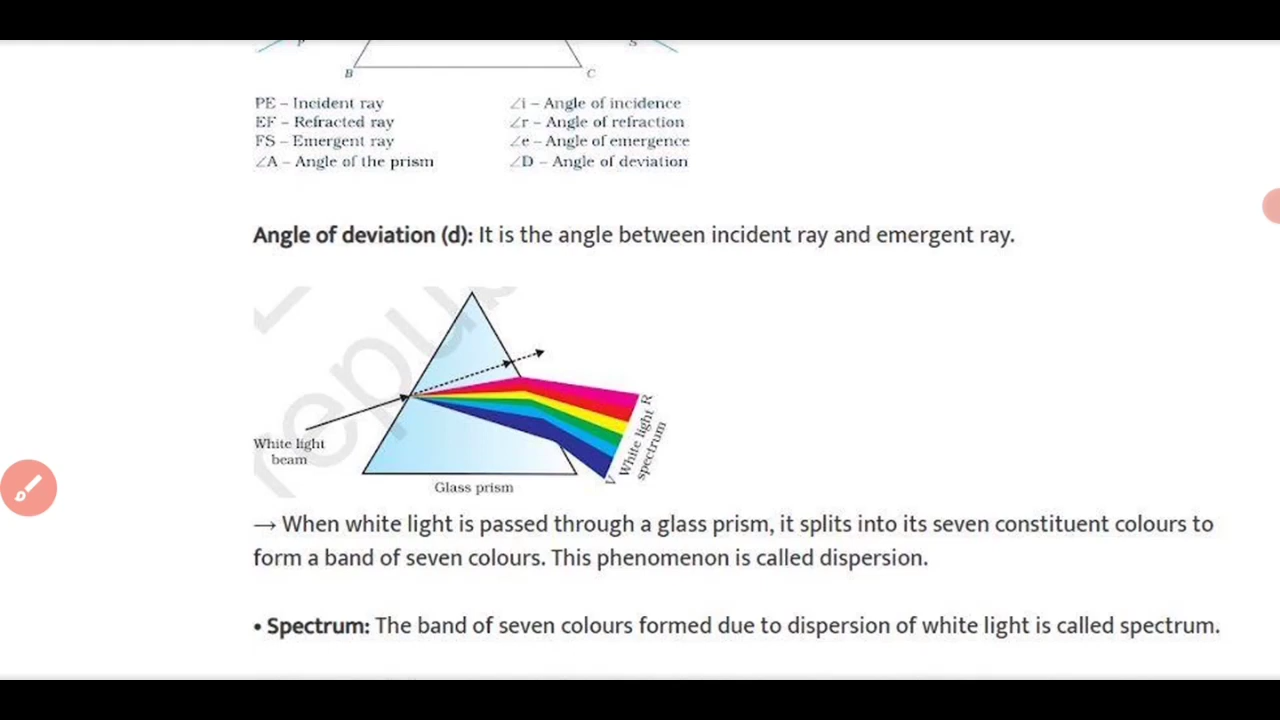 P
S
B
C
PE – Incident ray
∠i – Angle of incidence
EF – Refracted ray
∠r – Angle of refraction
FS – Emergent ray
∠e – Angle of emergence
∠A – Angle of the prism
∠D – Angle of deviation
Angle of deviation (d): It is the angle between incident ray and emergent ray.
White light
beam
Glass prism
R
V
White light
spectrum
→ When white light is passed through a glass prism, it splits into its seven constituent colours to
form a band of seven colours. This phenomenon is called dispersion.
• Spectrum: The band of seven colours formed due to dispersion of white light is called spectrum.